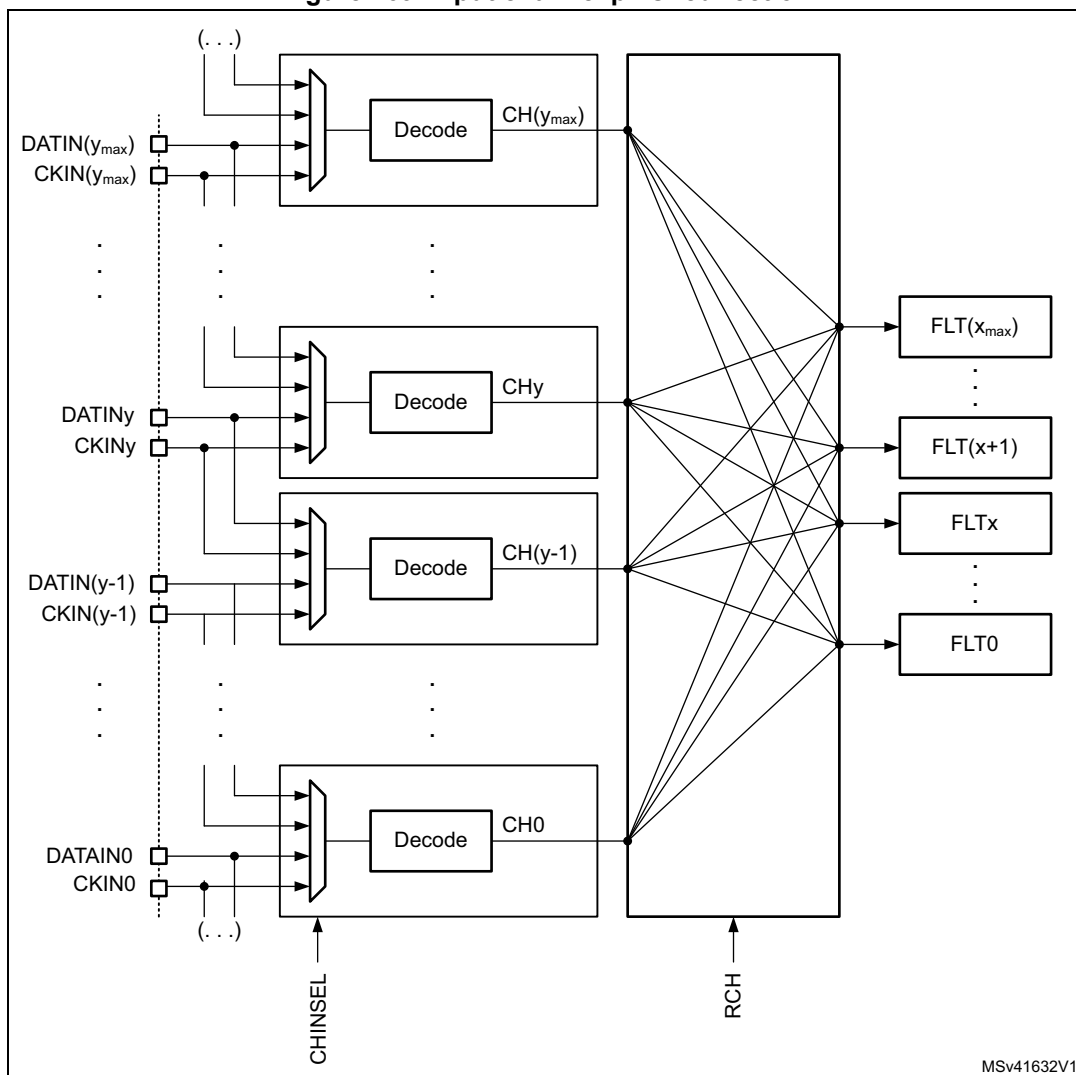 (. . .)
Decode
CH(ymax)
DATIN(ymax)
CKIN(ymax)
FLT(xmax)
Decode
CHy
DATINy
CKINy
FLT(x+1)
FLTx
Decode
CH(y-1)
DATIN(y-1)
CKIN(y-1)
FLT0
Decode
CH0
DATAIN0
CKIN0
(. . .)
CHINSEL
RCH
MSv41632V1